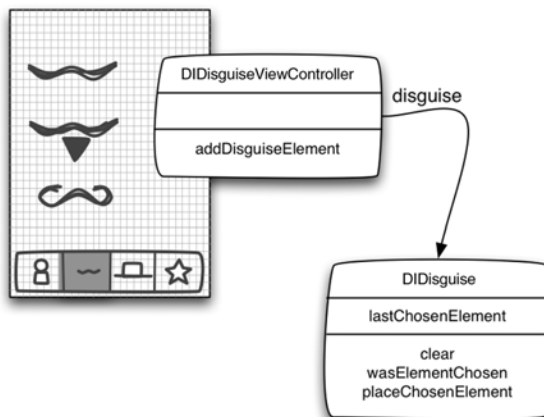 DIDisguiseViewController
disguise
addDisguiseElement
DIDisguise
lastChosenElement
clear
wasElementChosen
placeChosenElement